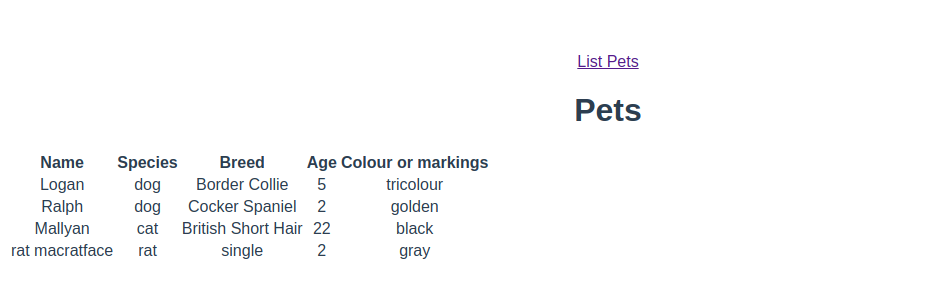 List Pets
Pets
Name Species Breed Age Colour or markings
Logan dog Border Collie 5 tricolour
Ralph dog Cocker Spaniel 2 golden
Mallyan cat British Short Hair 22 black
rat macratface rat single 2 gray